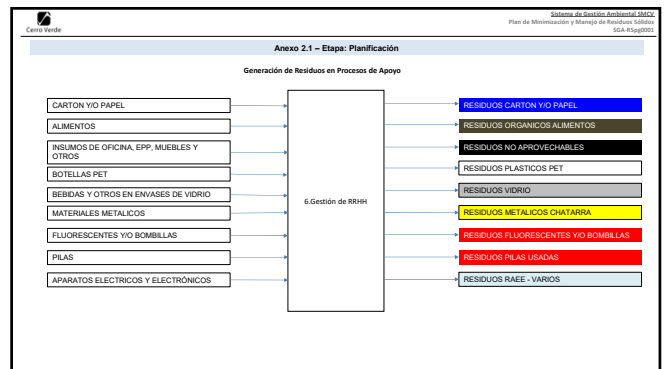 Sistema de Gestión Ambiental SMCV
Plan de Minimización y Manejo de Residuos Sólidos
SGA-RSpg0001
Cerro Verde
Anexo 2.1 – Etapa: Planificación
Generación de Residuos en Procesos de Apoyo
CARTON Y/O PAPEL
RESIDUOS CARTON Y/O PAPEL
ALIMENTOS
RESIDUOS ORGANICOS ALIMENTOS
INSUMOS DE OFICINA, EPP, MUEBLES Y
OTROS
RESIDUOS NO APROVECHABLES
BOTELLAS PET
RESIDUOS PLASTICOS PET
BEBIDAS Y OTROS EN ENVASES DE VIDRIO
RESIDUOS VIDRIO
6.Gestión de RRHH
MATERIALES METALICOS
RESIDUOS METALICOS CHATARRA
FLUORESCENTES Y/O BOMBILLAS
RESIDUOS FLUORESCENTES Y/O BOMBILLAS
PILAS
RESIDUOS PILAS USADAS
APARATOS ELECTRICOS Y ELECTRÓNICOS
RESIDUOS RAEE - VARIOS